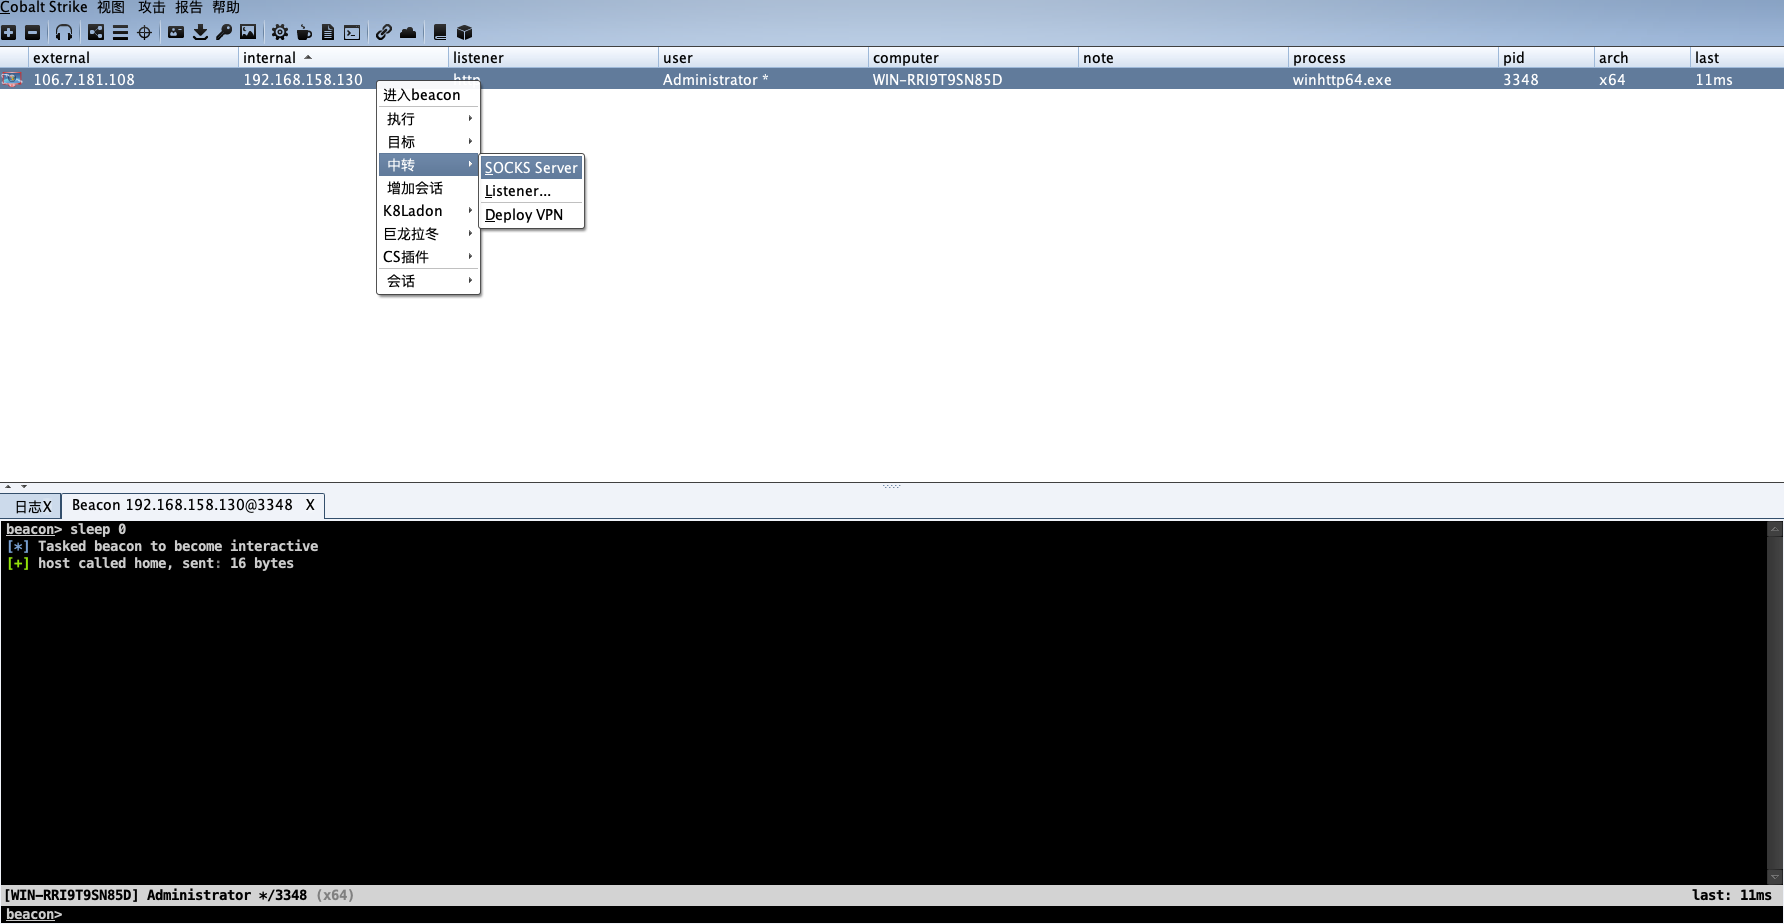 Cobalt Strike 视图 攻击 报告 帮助
external internal listener user computer note process pid arch last
106.7.181.108 192.168.158.130 http Administrator * WIN-RRI9T9SN85D winhttp64.exe 3348 x64 11ms
进入beacon
执行
目标
中转
SOCKS Server
增加会话
Listener...
K8Ladon
Deploy VPN
巨龙拉冬
CS插件
会话
日志X Beacon 192.168.158.130@3348 X
beacon> sleep 0
[*] Tasked beacon to become interactive
[+] host called home, sent: 16 bytes
[WIN-RRI9T9SN85D] Administrator */3348 (x64) last: 11ms
beacon>